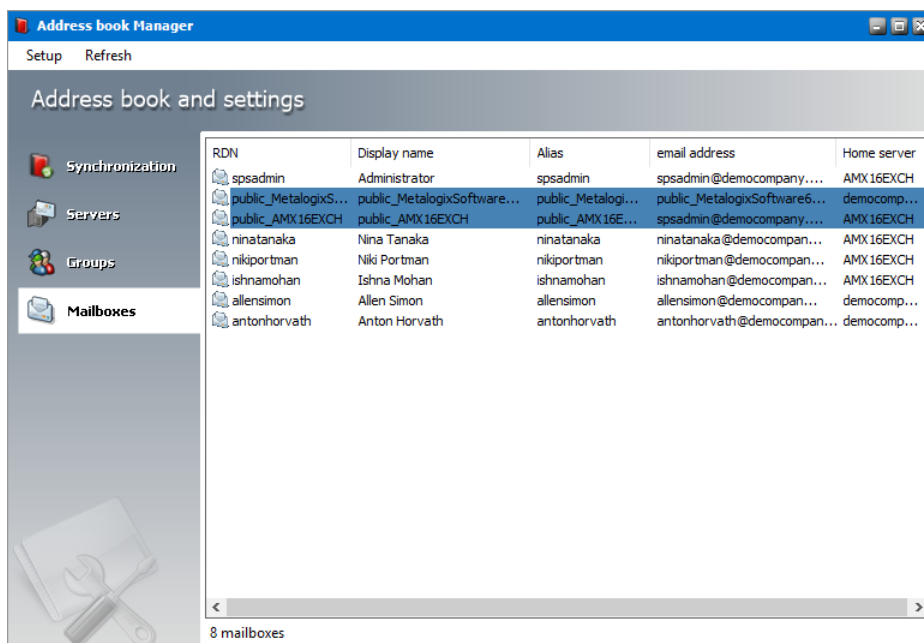 Address book Manager
Setup Refresh
Address book and settings
Synchronization
Servers
Groups
Mailboxes
RDN Display name Alias email address Home server
spsadmin Administrator spsadmin spsadmin@democompany.... AMX16EXCH
public_MetalogixS... public_MetalogixSoftware... public_Metalogi... public_MetalogixSoftware6... democomp...
public_AMX16EXCH public_AMX16EXCH public_AMX16E... spsadmin@democompany.... AMX16EXCH
ninatanaka Nina Tanaka ninatanaka ninatanaka@democompan... AMX16EXCH
nikiportman Niki Portman nikiportman nikiportman@democompan... AMX16EXCH
ishnamohan Ishna Mohan ishnamohan ishnamohan@democompan... AMX16EXCH
allensimon Allen Simon allensimon allensimon@democompan... democomp...
antonhorvath Anton Horvath antonhorvath antonhorvath@democompan... democomp...
8 mailboxes